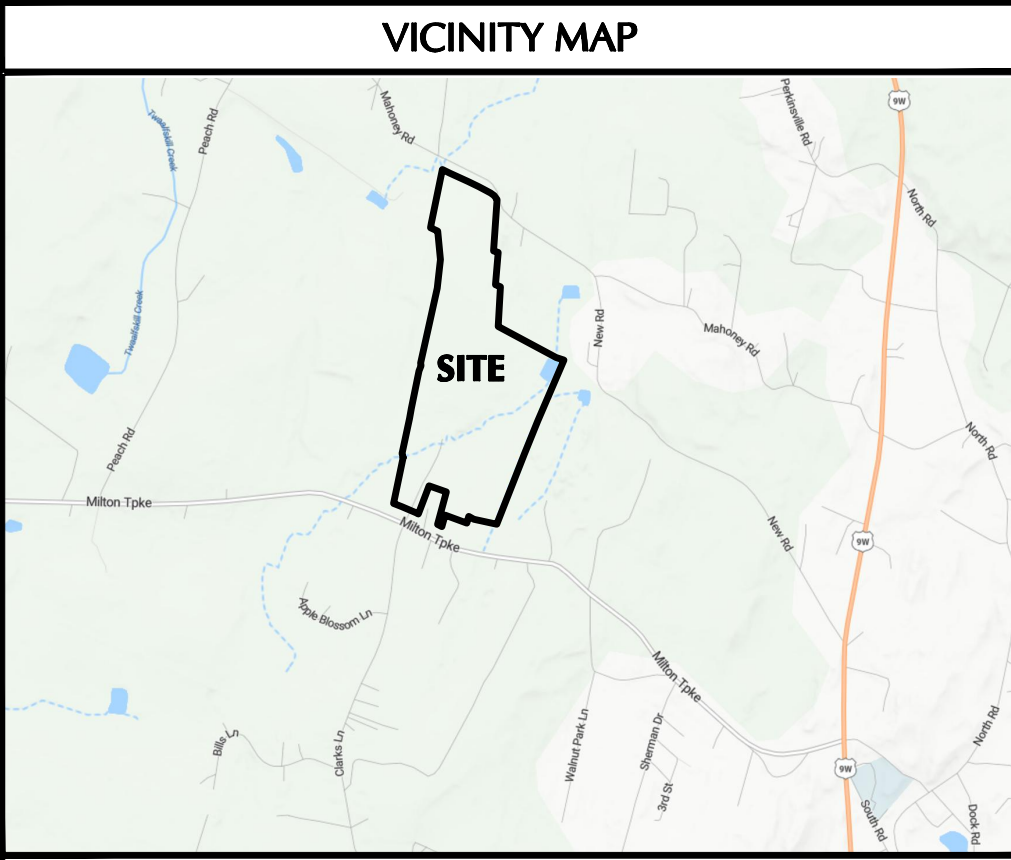 VICINITY MAP
9W
Perkinsville Rd
Mahoney Rd
Peach Rd
Twaalfskill Creek
North Rd
Twaalfskill Creek
New Rd
Mahoney Rd
SITE
Peach Rd
North Rd
Milton Tpke
Milton Tpke
New Rd
9W
Apple Blossom Ln
Milton Tpke
Bills Ln
Clarks Ln
Walnut Park Ln
Sherman Dr
North Rd
9W
3rd St
South Rd
Dock Rd